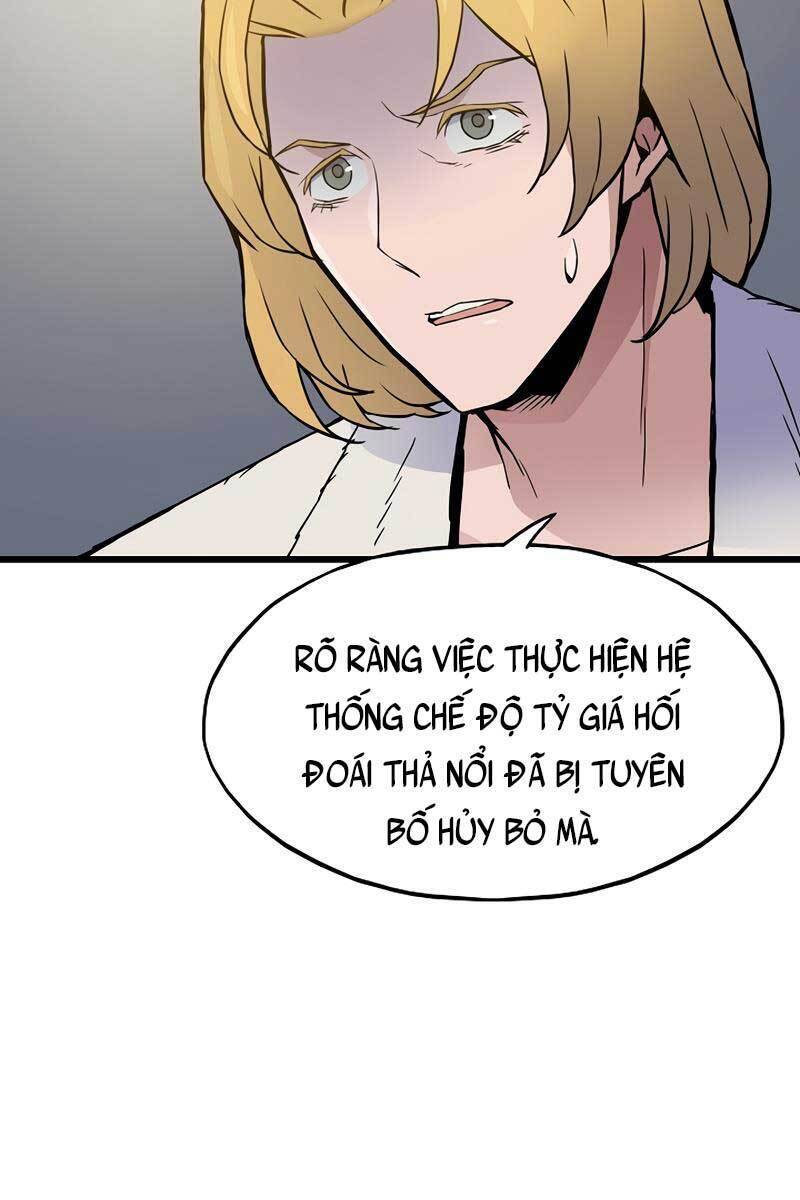 RÕ RÀNG VIỆC THỰC HIỆN HỆ
THỐNG CHẾ ĐỘ TỶ GIÁ HỐI
ĐOÁI THẢ NỔI ĐÃ BỊ TUYÊN
BỐ HỦY BỎ MÀ.